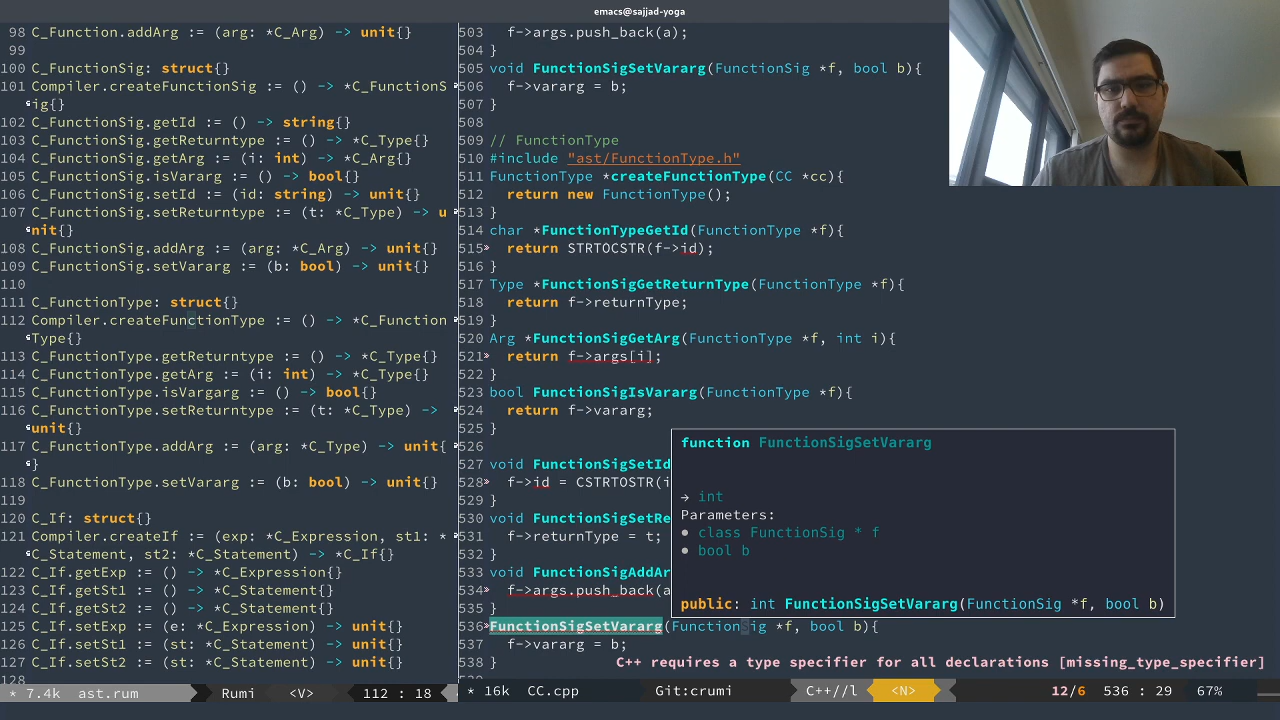 emacs@sajjad-yoga
98 C_Function.addArg := (arg: *C_Arg) -> unit{}
99
100 C_FunctionSig: struct{}
101 Compiler.createFunctionSig := () -> *C_FunctionS
ig{}
102 C_FunctionSig.getId := () -> string{}
103 C_FunctionSig.getReturntype := () -> *C_Type{}
104 C_FunctionSig.getArg := (i: int) -> *C_Arg{}
105 C_FunctionSig.isVararg := () -> bool{}
106 C_FunctionSig.setId := (id: string) -> unit{}
107 C_FunctionSig.setReturntype := (t: *C_Type) -> u
nit{}
108 C_FunctionSig.addArg := (arg: *C_Arg) -> unit{}
109 C_FunctionSig.setVararg := (b: bool) -> unit{}
110
111 C_FunctionType: struct{}
112 Compiler.createFunctionType := () -> *C_Function
Type{}
113 C_FunctionType.getReturntype := () -> *C_Type{}
114 C_FunctionType.getArg := (i: int) -> *C_Type{}
115 C_FunctionType.isVargarg := () -> bool{}
116 C_FunctionType.setReturntype := (t: *C_Type) ->
unit{}
117 C_FunctionType.addArg := (arg: *C_Type) -> unit{
}
118 C_FunctionType.setVararg := (b: bool) -> unit{}
119
120 C_If: struct{}
121 Compiler.createIf := (exp: *C_Expression, st1: *
C_Statement, st2: *C_Statement) -> *C_If{}
122 C_If.getExp := () -> *C_Expression{}
123 C_If.getSt1 := () -> *C_Statement{}
124 C_If.getSt2 := () -> *C_Statement{}
125 C_If.setExp := (e: *C_Expression) -> unit{}
126 C_If.setSt1 := (st: *C_Statement) -> unit{}
127 C_If.setSt2 := (st: *C_Statement) -> unit{}
128
* 7.4k ast.rum Rumi <V> 112 : 18
503 f->args.push_back(a);
504 }
505 void FunctionSigSetVararg(FunctionSig *f, bool b){
506 f->vararg = b;
507 }
508
509 // FunctionType
510 #include "ast/FunctionType.h"
511 FunctionType *createFunctionType(CC *cc){
512 return new FunctionType();
513 }
514 char *FunctionTypeGetId(FunctionType *f){
515» return STRTOCSTR(f->id);
516 }
517 Type *FunctionSigGetReturnType(FunctionType *f){
518 return f->returnType;
519 }
520 Arg *FunctionSigGetArg(FunctionType *f, int i){
521» return f->args[i];
522 }
523 bool FunctionSigIsVararg(FunctionType *f){
524 return f->vararg;
525 }
526
527 void FunctionSigSetId
528» f->id = CSTRTOSTR(i
529 }
530 void FunctionSigSetRe
531 f->returnType = t;
532 }
533 void FunctionSigAddAr
534» f->args.push_back(a
535 }
536»FunctionSigSetVararg(FunctionSig *f, bool b){
537 f->vararg = b;
538 }
C++ requires a type specifier for all declarations [missing_type_specifier]
function FunctionSigSetVararg
→ int
Parameters:
● class FunctionSig * f
● bool b
public: int FunctionSigSetVararg(FunctionSig *f, bool b)
* 16k CC.cpp Git:crumi C++//l <N> 12/6 536 : 29 67%